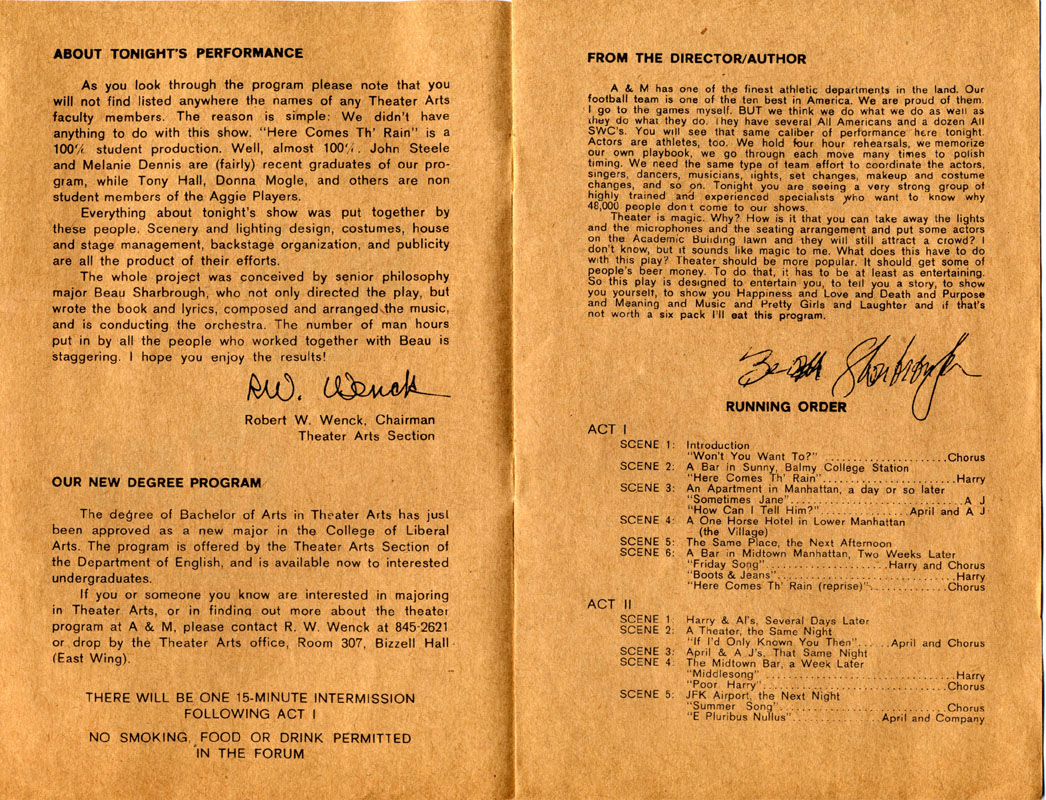 ABOUT TONIGHT'S PERFORMANCE
As you look through the program please note that you
will not find listed anywhere the names of any Theater Arts
faculty members. The reason is simple: We didn't have
anything to do with this show. "Here Comes Th' Rain" is a
100% student production. Well, almost 100%. John Steele
and Melanie Dennis are (fairly) recent graduates of our pro-
gram, while Tony Hall, Donna Mogle, and others are non
student members of the Aggie Players.
Everything about tonight's show was put together by
these people. Scenery and lighting design, costumes, house
and stage management, backstage organization, and publicity
are all the product of their efforts.
The whole project was conceived by senior philosophy
major Beau Sharbrough, who not only directed the play, but
wrote the book and lyrics, composed and arranged the music,
and is conducting the orchestra. The number of man hours
put in by all the people who worked together with Beau is
staggering. I hope you enjoy the results!
R.W. Wenck
Robert W. Wenck, Chairman
Theater Arts Section
OUR NEW DEGREE PROGRAM
The degree of Bachelor of Arts in Theater Arts has just
been approved as a new major in the College of Liberal
Arts. The program is offered by the Theater Arts Section of
the Department of English, and is available now to interested
undergraduates.
If you or someone you know are interested in majoring
in Theater Arts, or in finding out more about the theater
program at A & M, please contact R. W. Wenck at 845-2621
or drop by the Theater Arts office, Room 307, Bizzell Hall
(East Wing).
THERE WILL BE ONE 15-MINUTE INTERMISSION
FOLLOWING ACT I
NO SMOKING, FOOD OR DRINK PERMITTED
IN THE FORUM
FROM THE DIRECTOR/AUTHOR
A & M has one of the finest athletic departments in the land. Our
football team is one of the ten best in America. We are proud of them.
I go to the games myself. BUT we think we do what we do as well as
they do what they do. They have several All Americans and a dozen All
SWC's. You will see that same caliber of performance here tonight.
Actors are athletes, too. We hold four hour rehearsals, we memorize
our own playbook, we go through each move many times to polish
timing. We need the same type of team effort to coordinate the actors,
singers, dancers, musicians, lights, set changes, makeup and costume
changes, and so on. Tonight you are seeing a very strong group of
highly trained and experienced specialists who want to know why
48,000 people don't come to our shows.
Theater is magic. Why? How is it that you can take away the lights
and the microphones and the seating arrangement and put some actors
on the Academic Building lawn and they will still attract a crowd? I
don't know, but it sounds like magic to me. What does this have to do
with this play? Theater should be more popular. It should get some of
people's beer money. To do that, it has to be at least as entertaining.
So this play is designed to entertain you, to tell you a story, to show
you yourself, to show you Happiness and Love and Death and Purpose
and Meaning and Music and Pretty Girls and Laughter and if that's
not worth a six pack I'll eat this program.
Beau Sharbrough
RUNNING ORDER
ACT I
SCENE 1: Introduction
"Won't You Want To?" ......................Chorus
SCENE 2: A Bar in Sunny, Balmy College Station
"Here Comes Th' Rain".......................Harry
SCENE 3: An Apartment in Manhattan, a day or so later
"Sometimes Jane"..............................A J
"How Can I Tell Him?"................April and A J
SCENE 4: A One Horse Hotel in Lower Manhattan
(the Village)
SCENE 5: The Same Place, the Next Afternoon
SCENE 6: A Bar in Midtown Manhattan, Two Weeks Later
"Friday Song".....................Harry and Chorus
"Boots & Jeans"..............................Harry
"Here Comes Th' Rain (reprise)"..............Chorus
ACT II
SCENE 1: Harry & Al's, Several Days Later
SCENE 2: A Theater, the Same Night
"If I'd Only Known You Then"......April and Chorus
SCENE 3: April & A J's, That Same Night
SCENE 4: The Midtown Bar, a Week Later
"Middlesong".................................Harry
"Poor Harry"................................Chorus
SCENE 5: JFK Airport, the Next Night
"Summer Song"...............................Chorus
"E Pluribus Nullus"...............April and Company